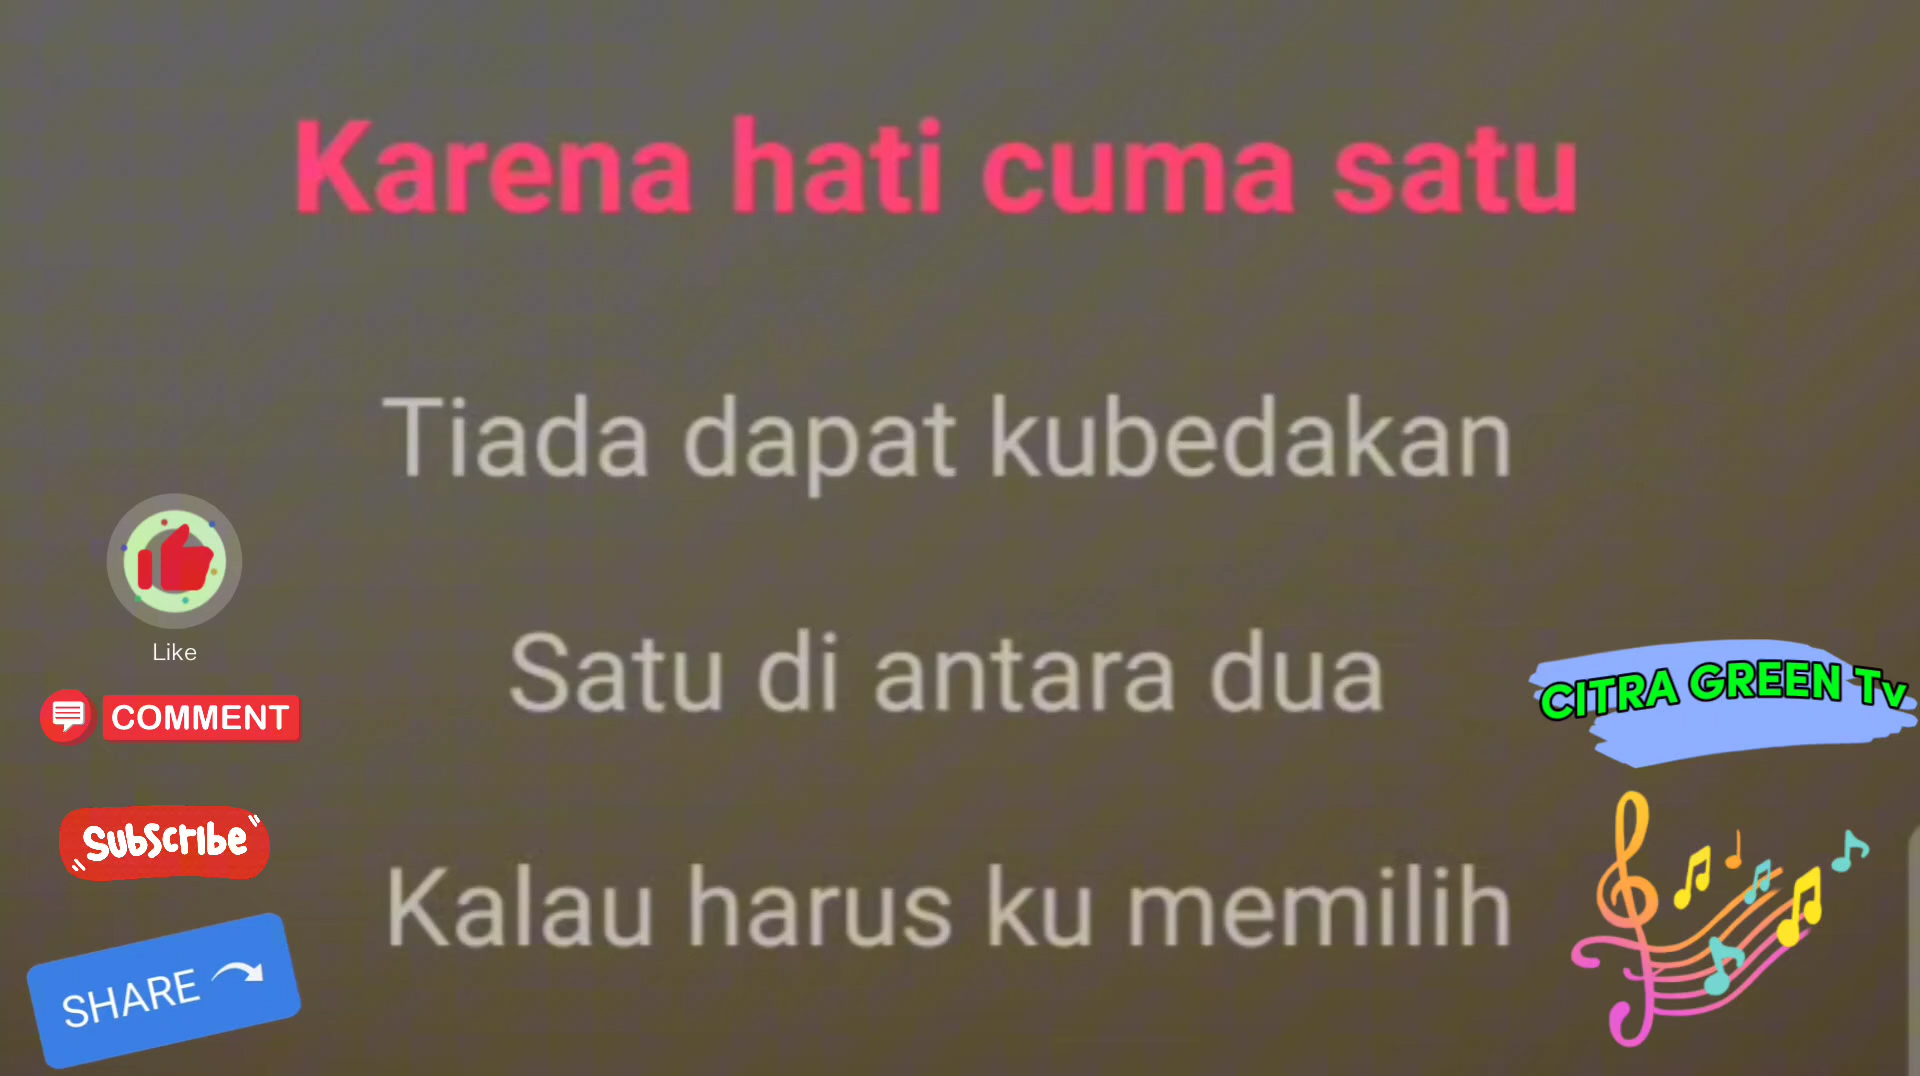 Karena hati cuma satu
Tiada dapat kubedakan
Satu di antara dua
Kalau harus ku memilih
Like
COMMENT
Subscribe
SHARE
CITRA GREEN Tv